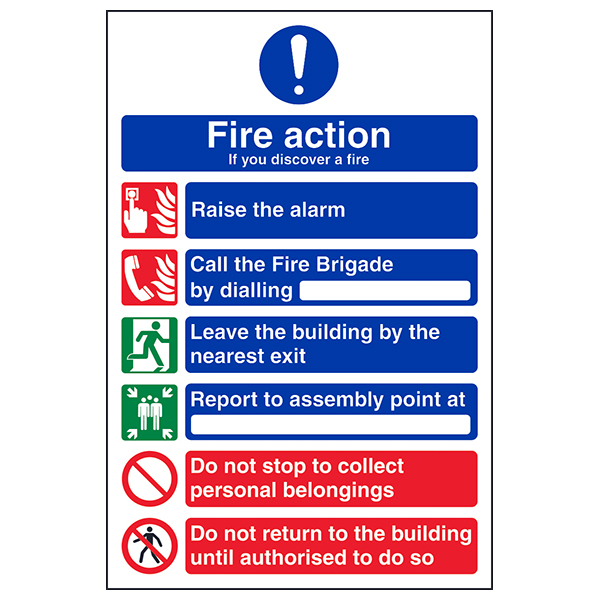 Fire action
If you discover a fire
Raise the alarm
Call the Fire Brigade
by dialling
Leave the building by the
nearest exit
Report to assembly point at
Do not stop to collect
personal belongings
Do not return to the building
until authorised to do so